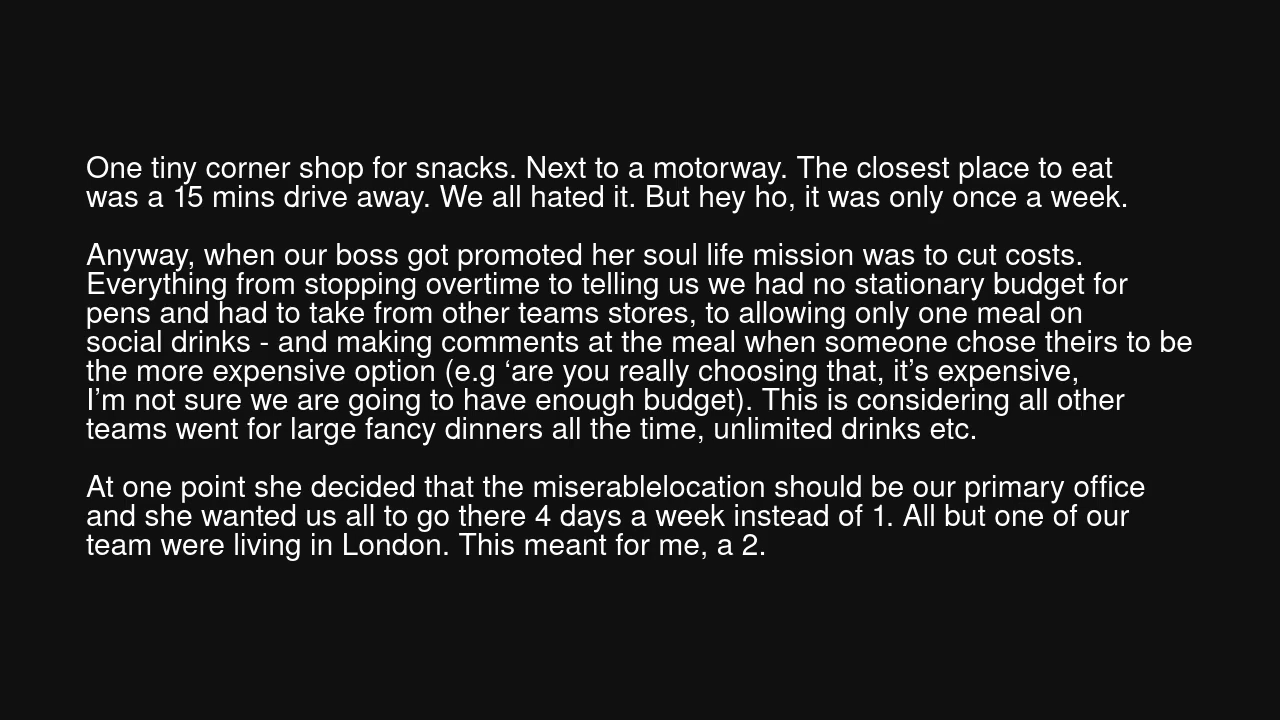 One tiny corner shop for snacks. Next to a motorway. The closest place to eat
was a 15 mins drive away. We all hated it. But hey ho, it was only once a week.
Anyway, when our boss got promoted her soul life mission was to cut costs.
Everything from stopping overtime to telling us we had no stationary budget for
pens and had to take from other teams stores, to allowing only one meal on
social drinks - and making comments at the meal when someone chose theirs to be
the more expensive option (e.g ‘are you really choosing that, it’s expensive,
I’m not sure we are going to have enough budget). This is considering all other
teams went for large fancy dinners all the time, unlimited drinks etc.
At one point she decided that the miserablelocation should be our primary office
and she wanted us all to go there 4 days a week instead of 1. All but one of our
team were living in London. This meant for me, a 2.